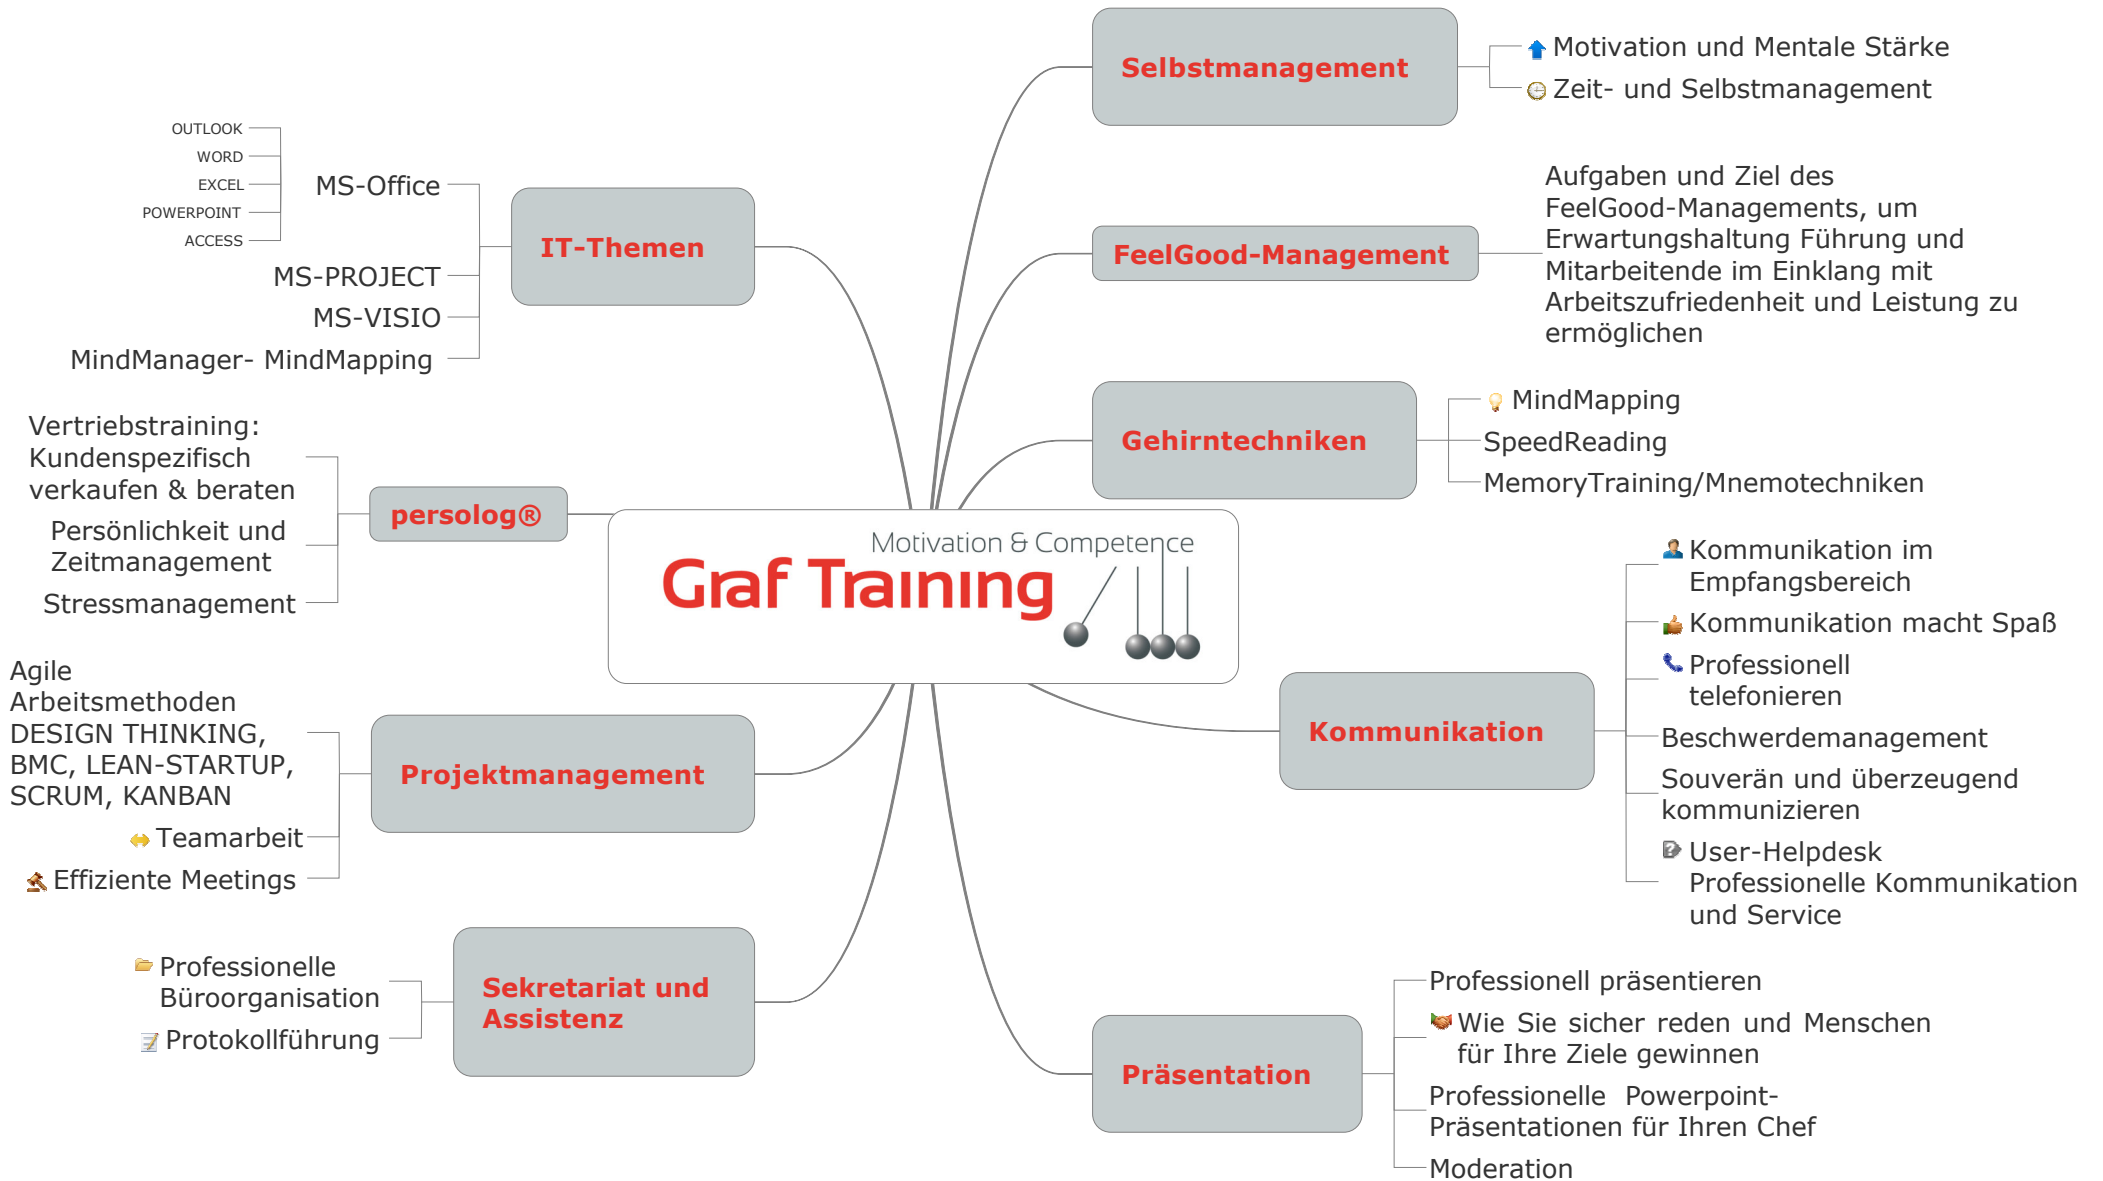 Motivation & Competence
Graf Training
Selbstmanagement
Motivation und Mentale Stärke
Zeit- und Selbstmanagement
FeelGood-Management
Aufgaben und Ziel des
FeelGood-Managements, um
Erwartungshaltung Führung und
Mitarbeitende im Einklang mit
Arbeitszufriedenheit und Leistung zu
ermöglichen
Gehirntechniken
MindMapping
SpeedReading
MemoryTraining/Mnemotechniken
Kommunikation
Kommunikation im
Empfangsbereich
Kommunikation macht Spaß
Professionell
telefonieren
Beschwerdemanagement
Souverän und überzeugend
kommunizieren
User-Helpdesk
Professionelle Kommunikation
und Service
Präsentation
Professionell präsentieren
Wie Sie sicher reden und Menschen
für Ihre Ziele gewinnen
Professionelle Powerpoint-
Präsentationen für Ihren Chef
Moderation
IT-Themen
MS-Office
OUTLOOK
WORD
EXCEL
POWERPOINT
ACCESS
MS-PROJECT
MS-VISIO
MindManager- MindMapping
persolog®
Vertriebstraining:
Kundenspezifisch
verkaufen & beraten
Persönlichkeit und
Zeitmanagement
Stressmanagement
Projektmanagement
Agile
Arbeitsmethoden
DESIGN THINKING,
BMC, LEAN-STARTUP,
SCRUM, KANBAN
Teamarbeit
Effiziente Meetings
Sekretariat und
Assistenz
Professionelle
Büroorganisation
Protokollführung